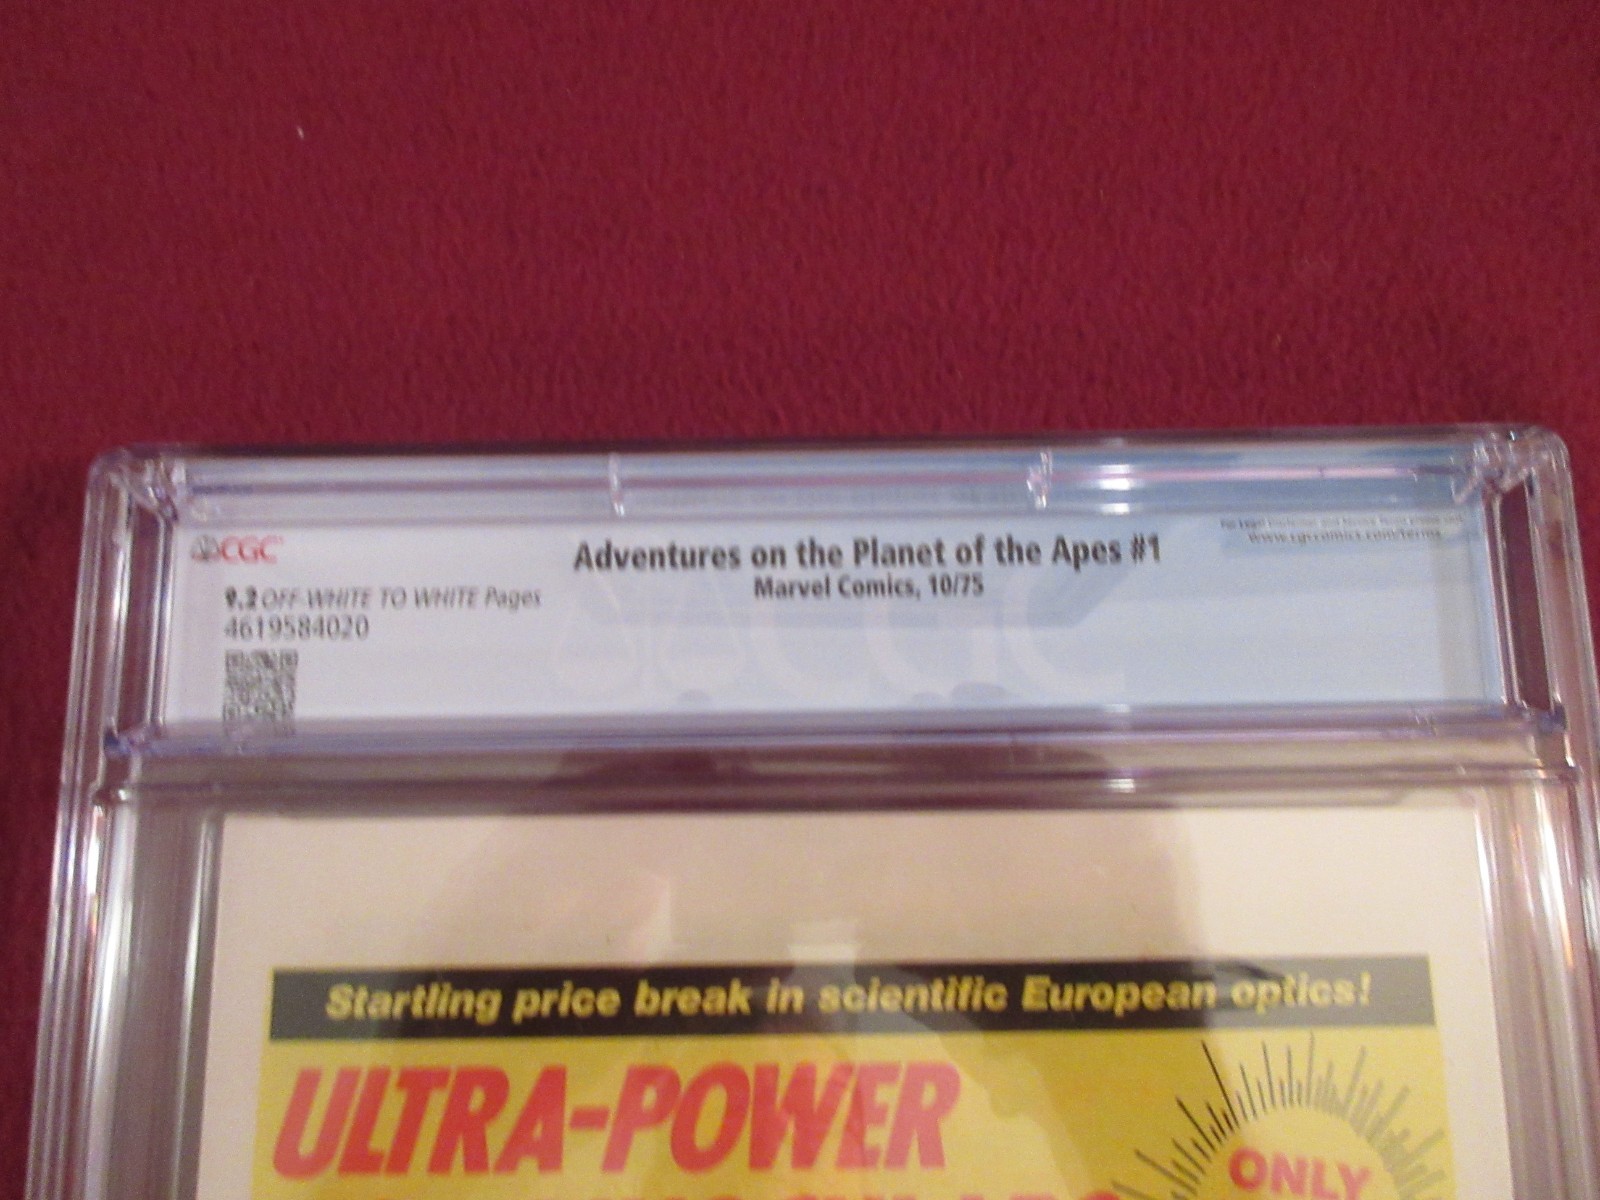 CGC
Adventures on the Planet of the Apes #1
Marvel Comics, 10/75
www.cgccomics.com/terms
9.2 OFF-WHITE TO WHITE Pages
4619584020
CGC
Startling price break in scientific European optics!
ULTRA-POWER
ONLY